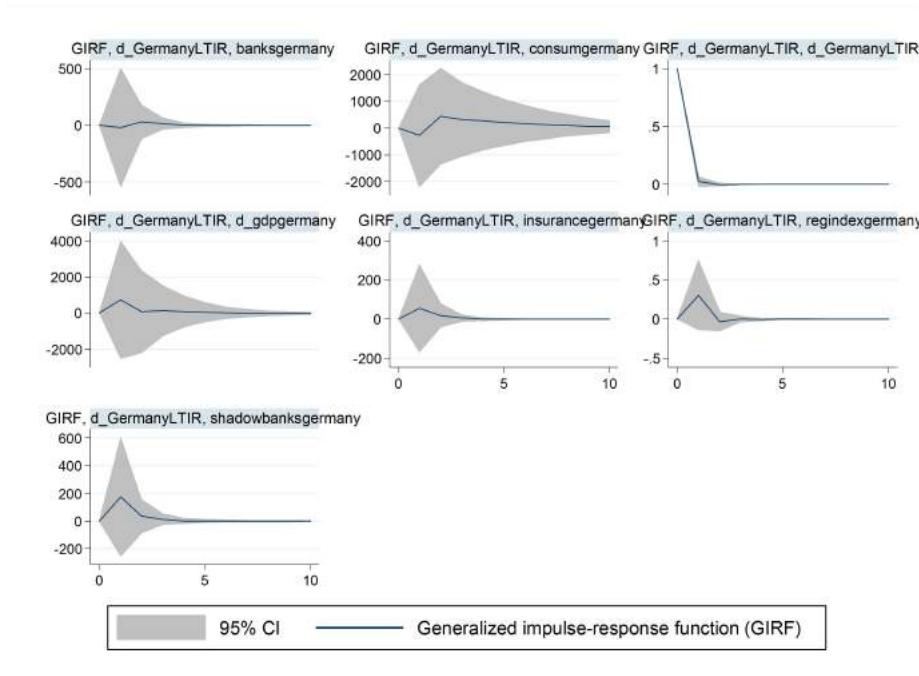 GIRF, d_GermanyLTIR, banksgermany
500
0
-500
GIRF, d_GermanyLTIR, consumgermany
2000
1000
0
-1000
-2000
GIRF, d_GermanyLTIR, d_GermanyLTIR
1
.5
0
GIRF, d_GermanyLTIR, d_gdpgermany
4000
2000
0
-2000
GIRF, d_GermanyLTIR, insurancegermany
400
200
0
-200
0 5 10
GIRF, d_GermanyLTIR, regindexgermany
1
.5
0
-.5
0 5 10
GIRF, d_GermanyLTIR, shadowbanksgermany
600
400
200
0
-200
0 5 10
95% CI Generalized impulse-response function (GIRF)